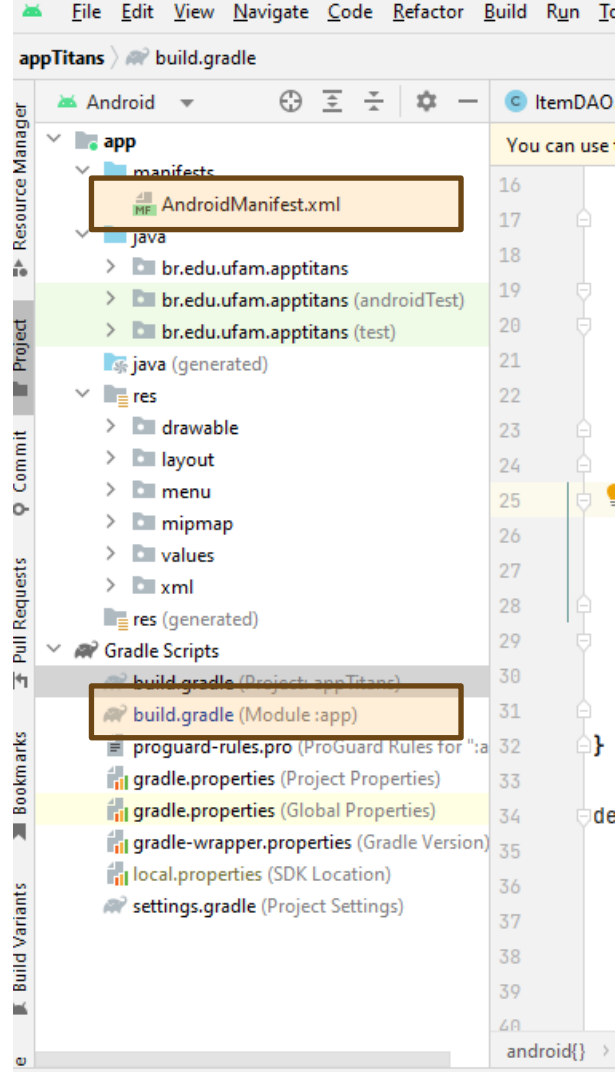 File Edit View Navigate Code Refactor Build Run To
appTitans build.gradle
Android
ItemDAO
Resource Manager
Project
Commit
Pull Requests
Bookmarks
Build Variants
app
manifests
AndroidManifest.xml
java
br.edu.ufam.apptitans
br.edu.ufam.apptitans (androidTest)
br.edu.ufam.apptitans (test)
java (generated)
res
drawable
layout
menu
mipmap
values
xml
res (generated)
Gradle Scripts
build.gradle (Project: appTitans)
build.gradle (Module :app)
proguard-rules.pro (ProGuard Rules for ":a
gradle.properties (Project Properties)
gradle.properties (Global Properties)
gradle-wrapper.properties (Gradle Version)
local.properties (SDK Location)
settings.gradle (Project Settings)
You can use
16
17
18
19
20
21
22
23
24
25
26
27
28
29
30
31
32 }
33
34 de
35
36
37
38
39
40
android{}